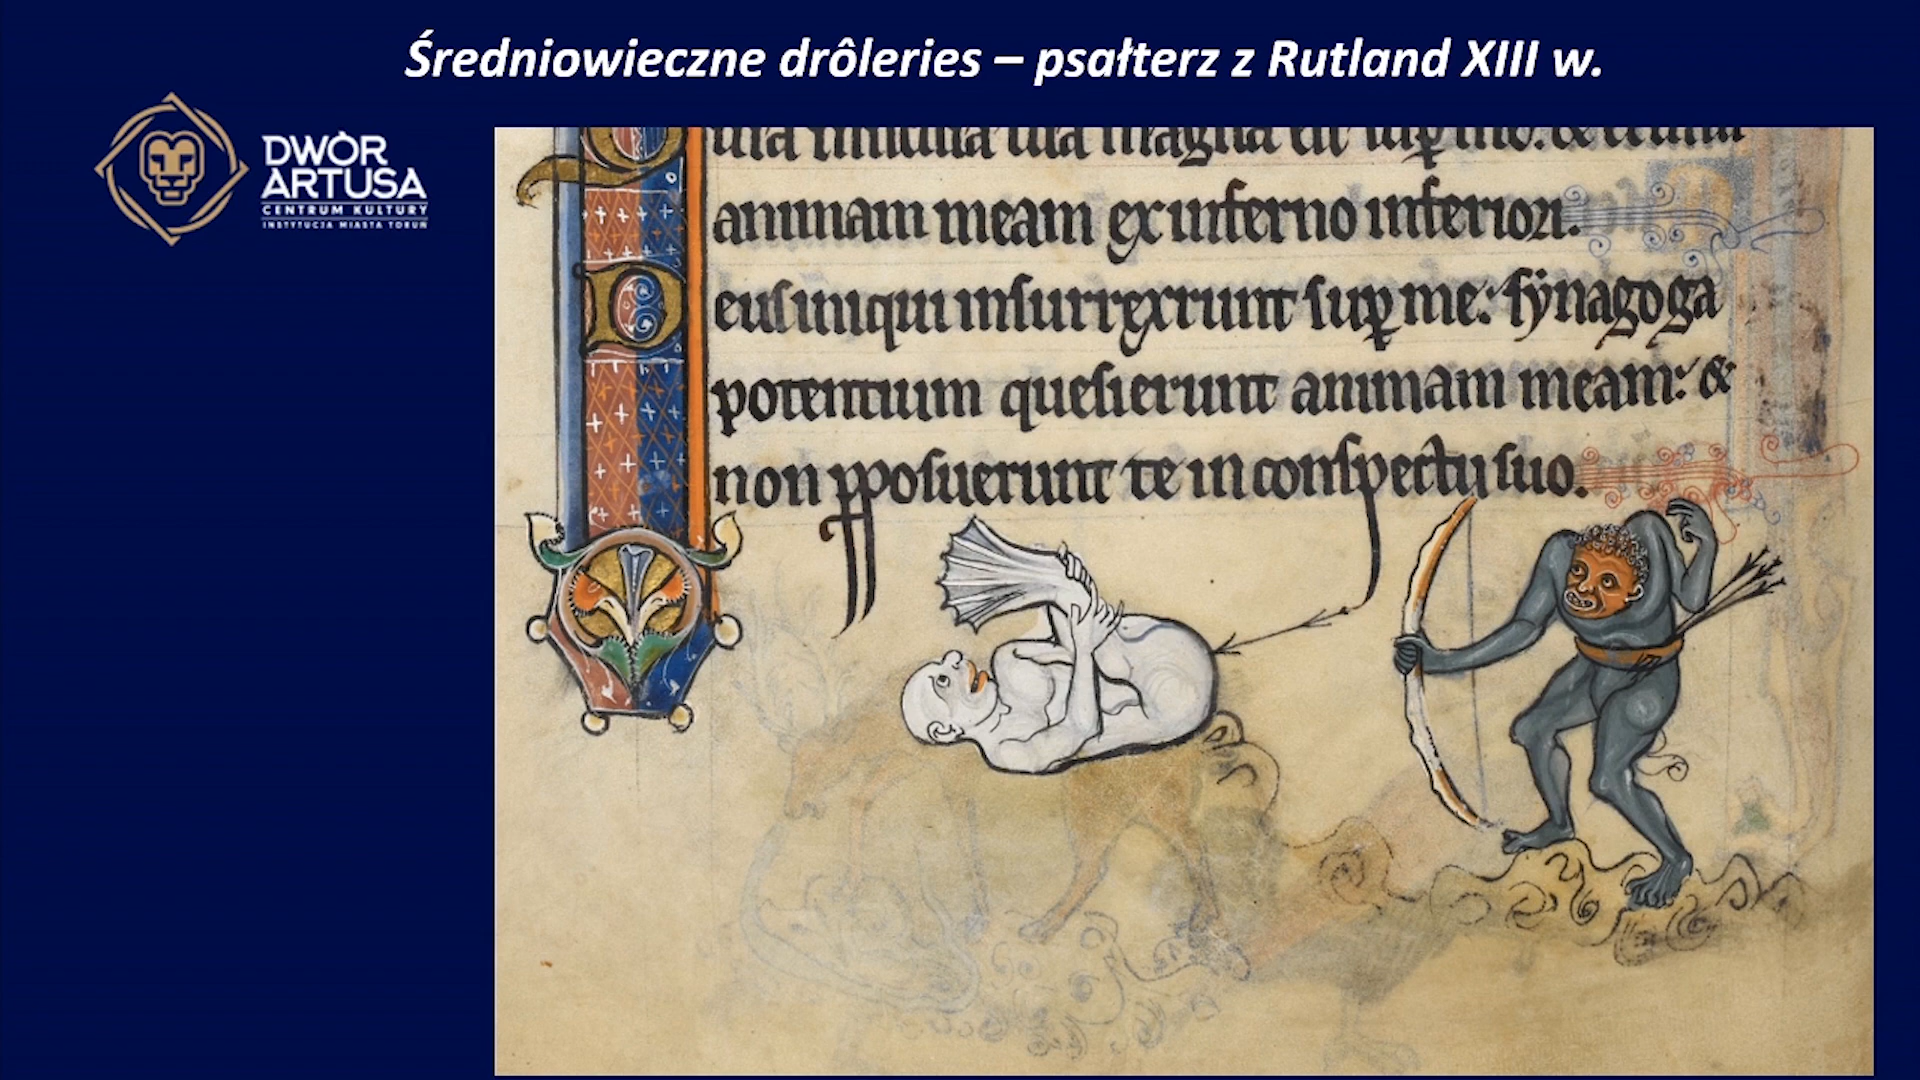 Średniowieczne drôleries – psałterz z Rutland XIII w.
DWÓR
ARTUSA
CENTRUM KULTURY
INSTYTUCJA MIASTA TORUŃ
animam meam ex inferno inferiori.
eus iniqui insurrexerunt sup me: synagoga
potentium quesierunt animam meam: &
non pposuerunt te in conspectu suo.